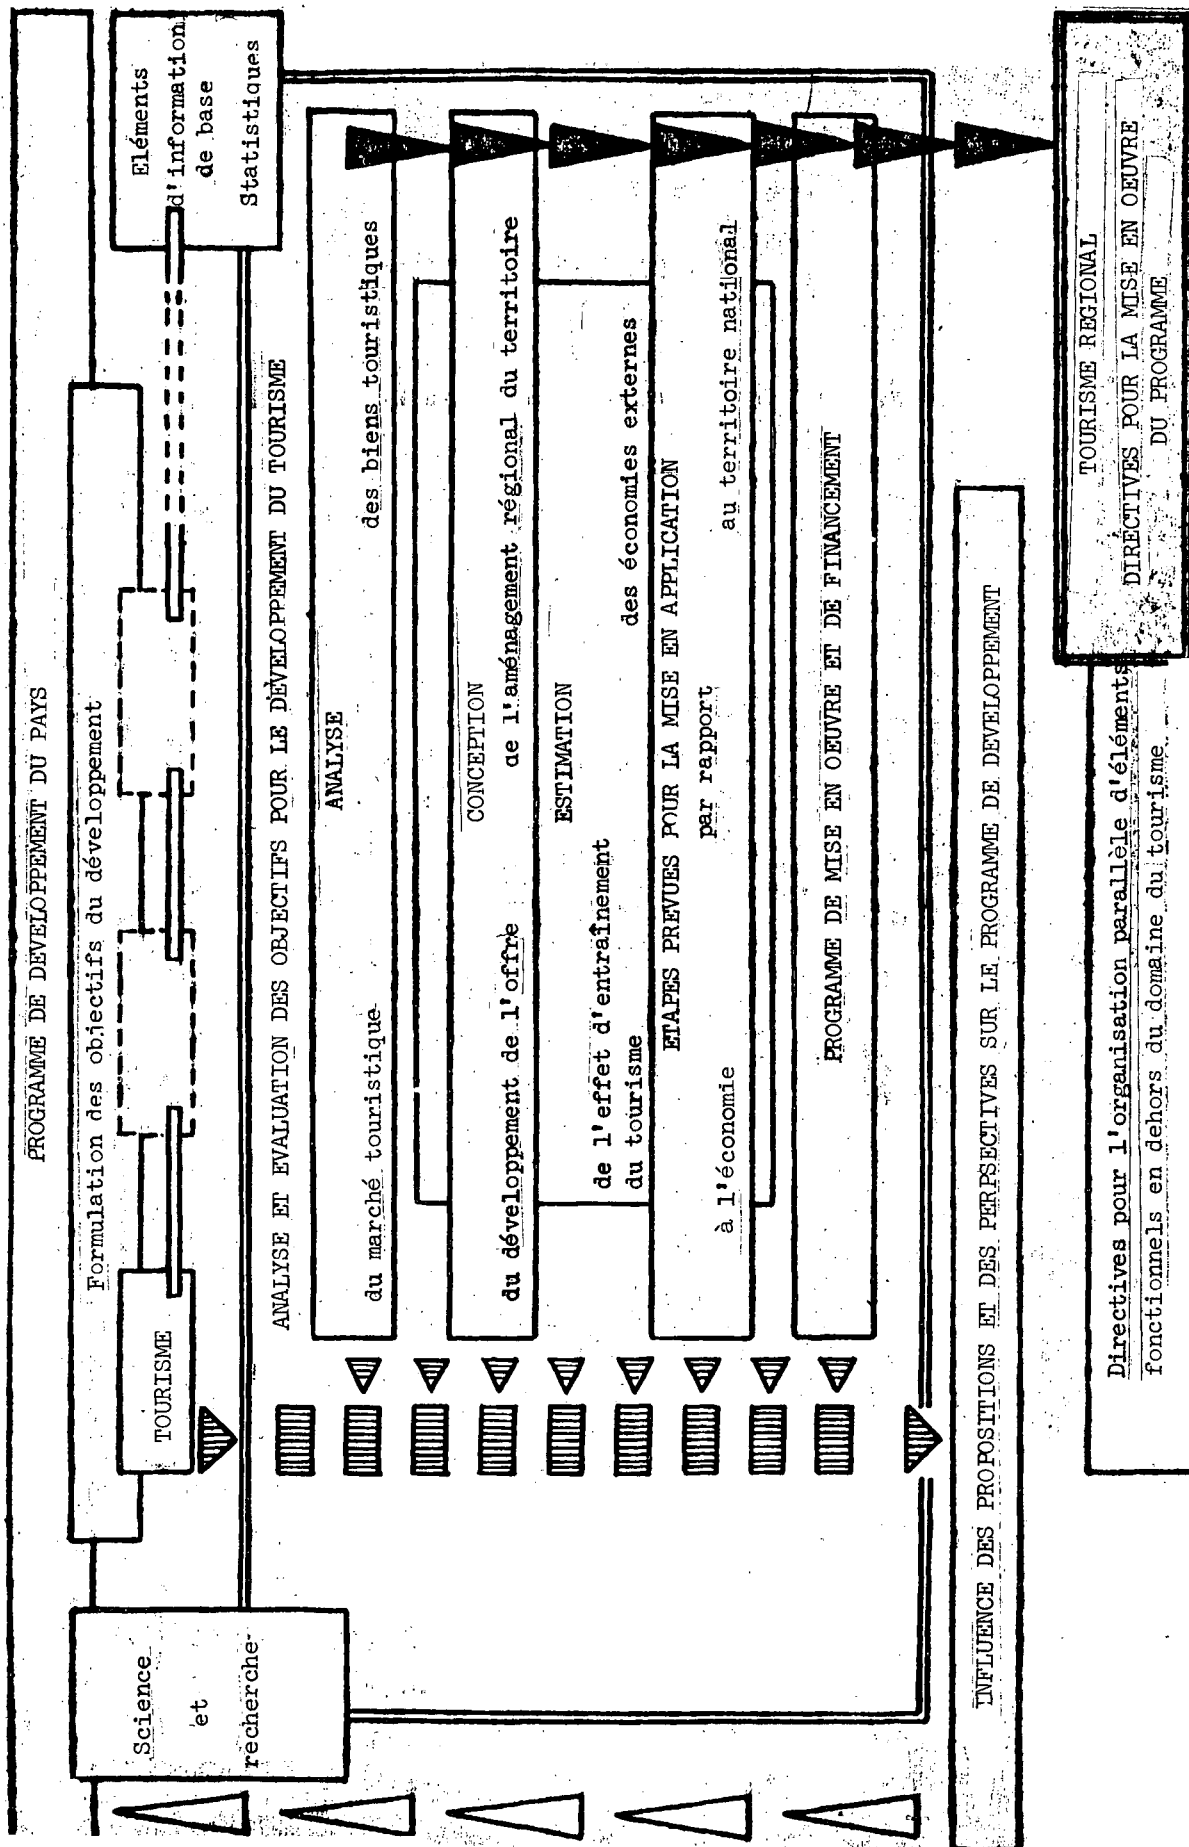 PROGRAMME DE DEVELOPPEMENT DU PAYS
Formulation des objectifs du développement
TOURISME
Science
et
recherche
Eléments
d'information
de base
Statistiques
ANALYSE ET EVALUATION DES OBJECTIFS POUR LE DEVELOPPEMENT DU TOURISME
ANALYSE
du marché touristique des biens touristiques
CONCEPTION
du développement de l'offre de l'aménagement régional du territoire
ESTIMATION
de l'effet d'entraînement
du tourisme des économies externes
ETAPES PREVUES POUR LA MISE EN APPLICATION
par rapport
à l'économie au territoire national
PROGRAMME DE MISE EN OEUVRE ET DE FINANCEMENT
INFLUENCE DES PROPOSITIONS ET DES PERPSECTIVES SUR LE PROGRAMME DE DEVELOPPEMENT
TOURISME REGIONAL
DIRECTIVES POUR LA MISE EN OEUVRE
DU PROGRAMME
Directives pour l'organisation parallèle d'éléments
fonctionnels en dehors du domaine du tourisme